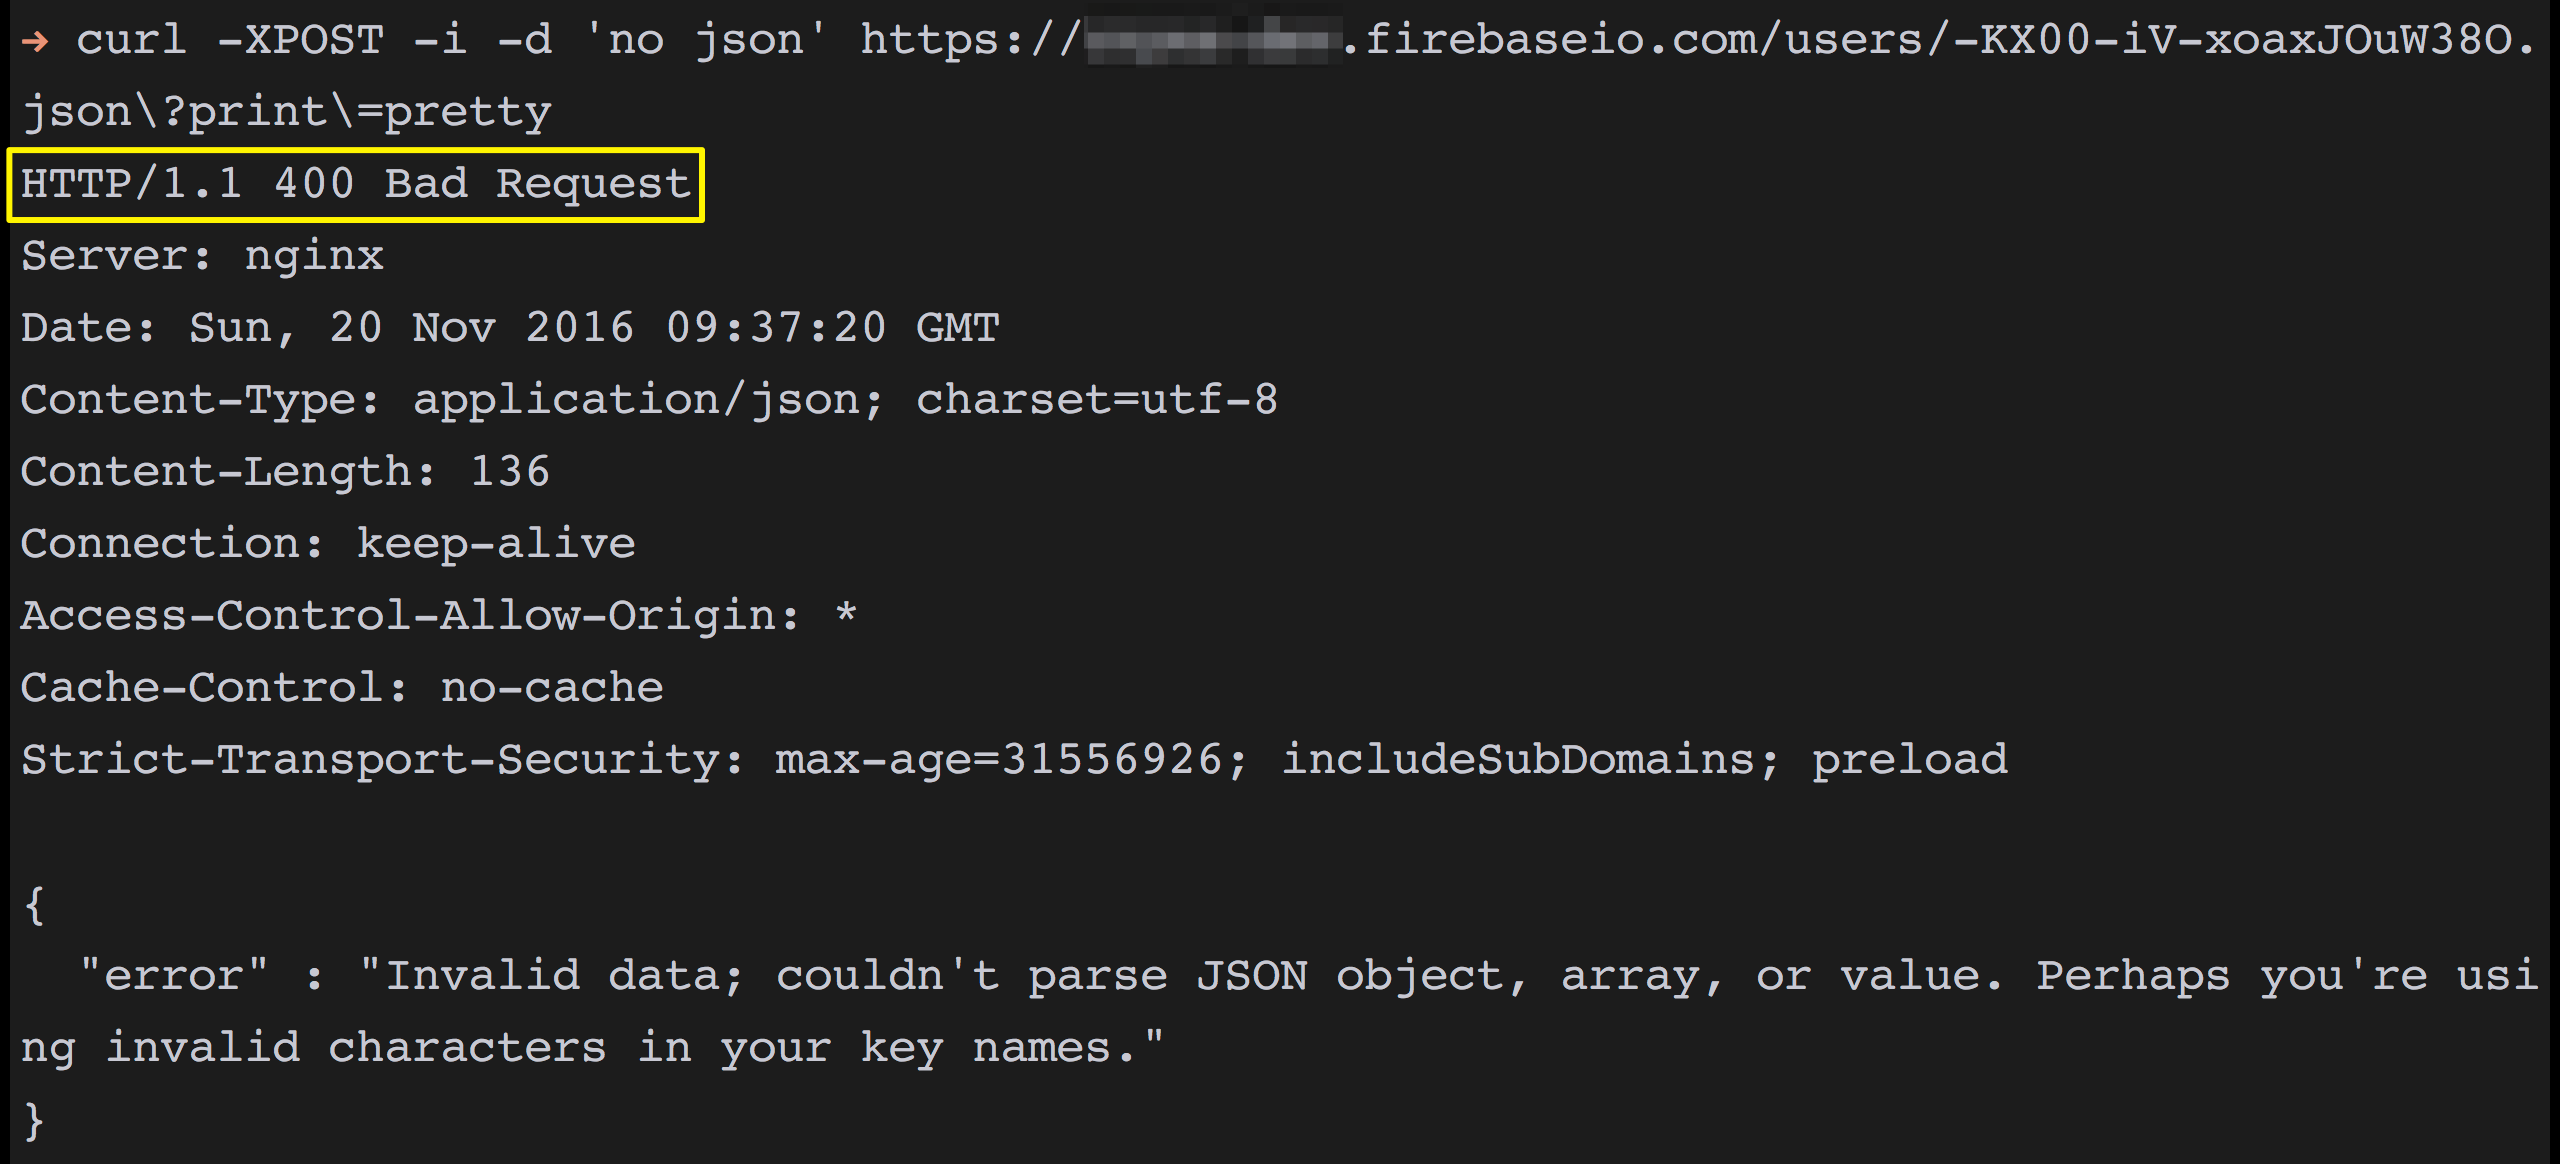 → curl -XPOST -i -d 'no json' https://.firebaseio.com/users/-KX00-iV-xoaxJOuW38O.
json\?print\=pretty
HTTP/1.1 400 Bad Request
Server: nginx
Date: Sun, 20 Nov 2016 09:37:20 GMT
Content-Type: application/json; charset=utf-8
Content-Length: 136
Connection: keep-alive
Access-Control-Allow-Origin: *
Cache-Control: no-cache
Strict-Transport-Security: max-age=31556926; includeSubDomains; preload
{
  "error" : "Invalid data; couldn't parse JSON object, array, or value. Perhaps you're usi
ng invalid characters in your key names."
}